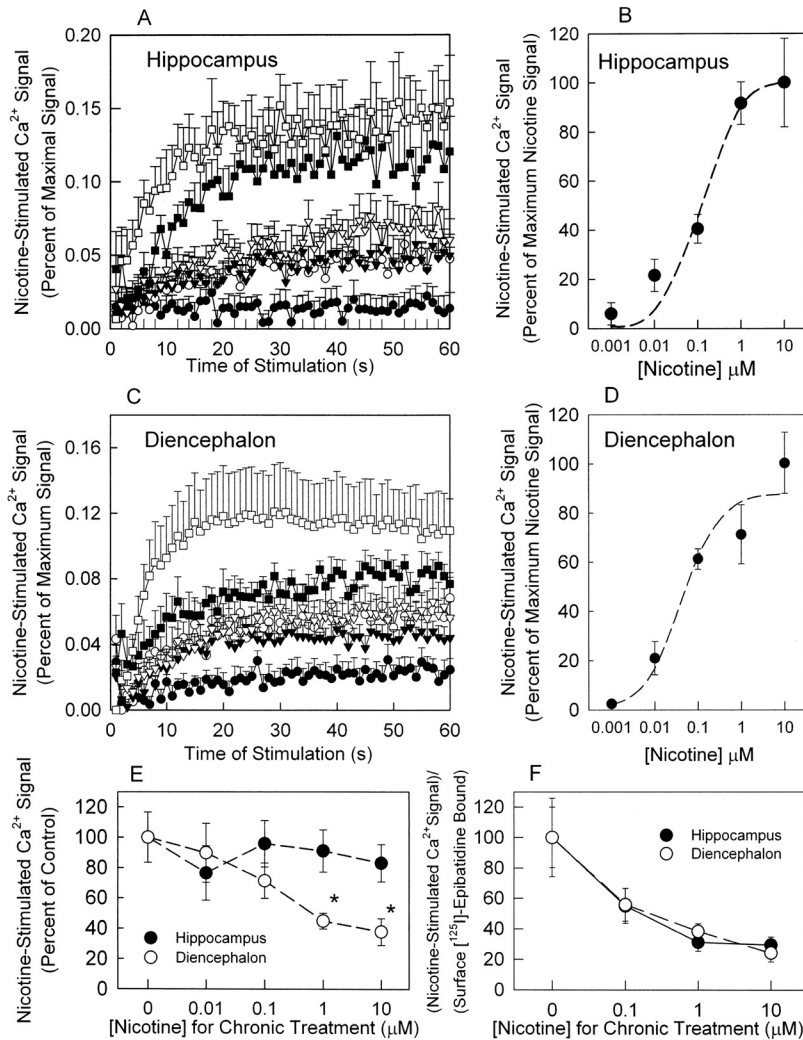 A
Nicotine-Stimulated Ca²⁺ Signal
(Percent of Maximal Signal)
Hippocampus
0.20
0.15
0.10
0.05
0.00
0 10 20 30 40 50 60
Time of Stimulation (s)
B
Nicotine-Stimulated Ca²⁺ Signal
(Percent of Maximum Nicotine Signal)
Hippocampus
120
100
80
60
40
20
0
0.001 0.01 0.1 1 10
[Nicotine] μM
C
Nicotine-Stimulated Ca²⁺ Signal
(Percent of Maximum Signal)
Diencephalon
0.16
0.12
0.08
0.04
0.00
0 10 20 30 40 50 60
Time of Stimulation (s)
D
Nicotine-Stimulated Ca²⁺ Signal
(Percent of Maximum Nicotine Signal)
Diencephalon
120
100
80
60
40
20
0
0.001 0.01 0.1 1 10
[Nicotine] μM
E
Nicotine-Stimulated Ca²⁺ Signal
(Percent of Control)
120
100
80
60
40
20
0
* *
Hippocampus
Diencephalon
0 0.01 0.1 1 10
[Nicotine] for Chronic Treatment (μM)
F
(Nicotine-Stimulated Ca²⁺Signal)/
(Surface [¹²⁵I]-Epibatidine Bound)
120
100
80
60
40
20
0
Hippocampus
Diencephalon
0 0.1 1 10
[Nicotine] for Chronic Treatment (μM)